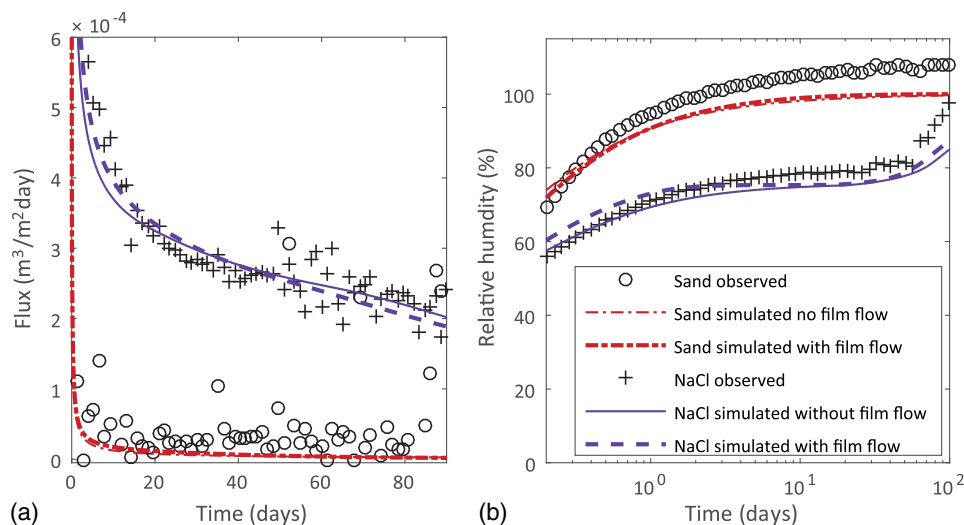 × 10⁻⁴
6
5
4
3
2
1
0
Flux (m³/m²day)
0 20 40 60 80
Time (days)
(a)
100
80
60
40
20
0
Relative humidity (%)
Sand observed
Sand simulated no film flow
Sand simulated with film flow
NaCl observed
NaCl simulated without film flow
NaCl simulated with film flow
10⁰ 10¹ 10²
Time (days)
(b)